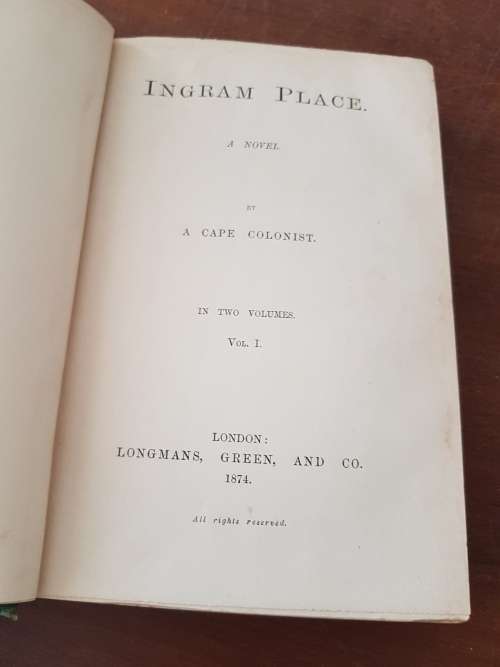 INGRAM PLACE.
A NOVEL
BY
A CAPE COLONIST.
IN TWO VOLUMES.
VOL. I.
LONDON:
LONGMANS, GREEN, AND CO.
1874.
All rights reserved.